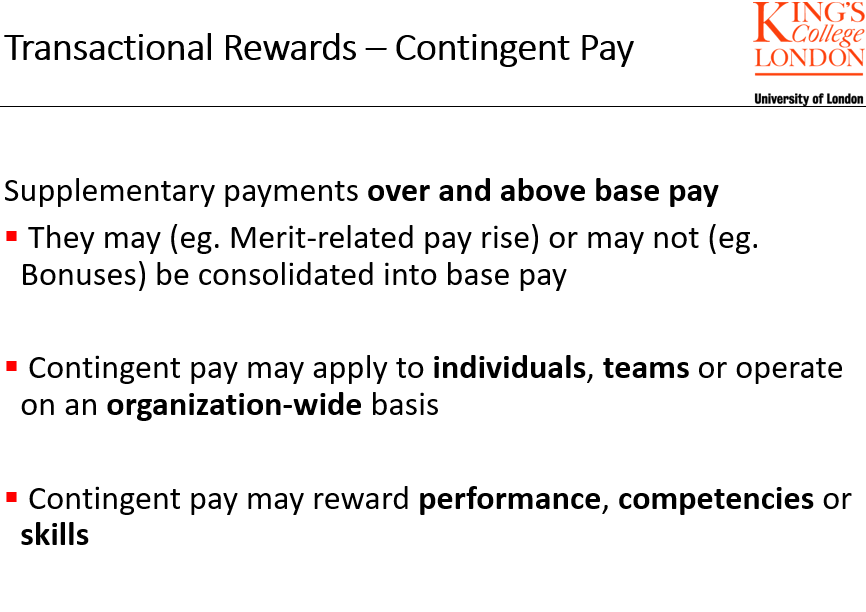 Transactional Rewards – Contingent Pay
KING'S
College
LONDON
University of London
Supplementary payments over and above base pay
▪ They may (eg. Merit-related pay rise) or may not (eg.
Bonuses) be consolidated into base pay
▪ Contingent pay may apply to individuals, teams or operate
on an organization-wide basis
▪ Contingent pay may reward performance, competencies or
skills